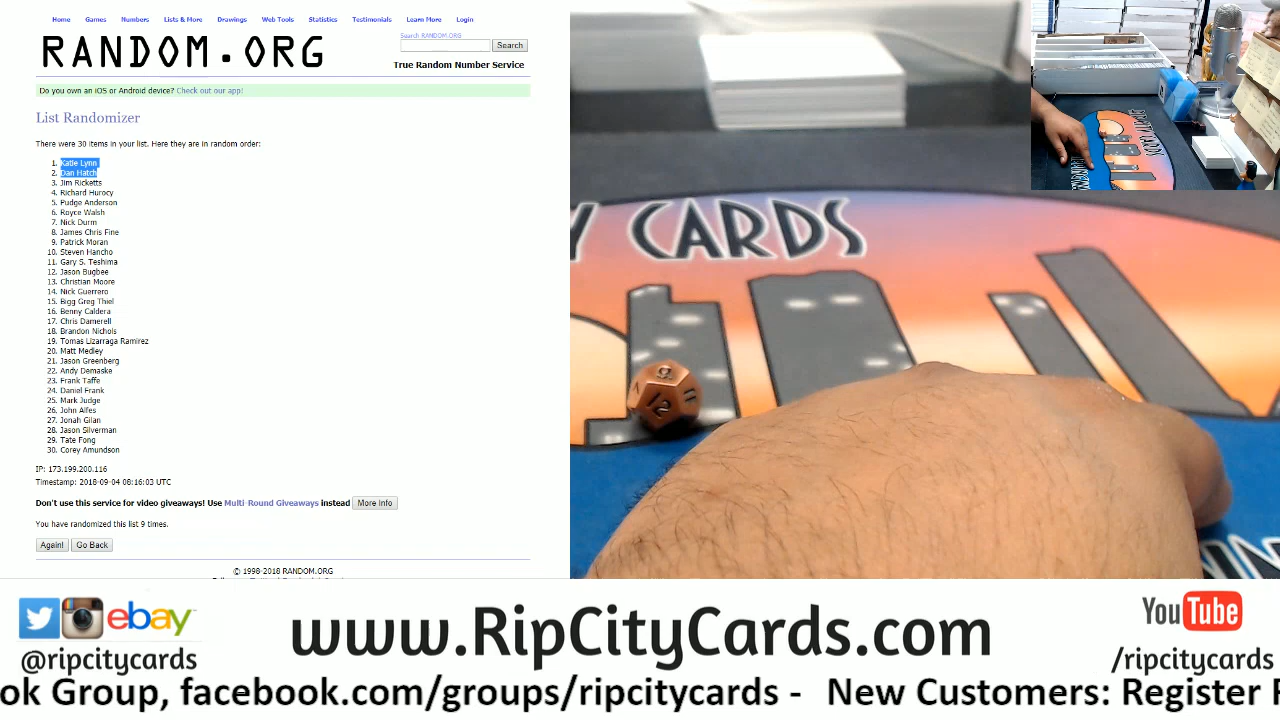 Home Games Numbers Lists & More Drawings Web Tools Statistics Testimonials Learn More Login
RANDOM.ORG
Search RANDOM.ORG
Search
True Random Number Service
Do you own an iOS or Android device? Check out our app!
List Randomizer
There were 30 items in your list. Here they are in random order:
1. Katie Lynn
2. Dan Hatch
3. Jim Ricketts
4. Richard Hurocy
5. Pudge Anderson
6. Royce Walsh
7. Nick Durm
8. James Chris Fine
9. Patrick Moran
10. Steven Hancho
11. Gary S. Teshima
12. Jason Bugbee
13. Christian Moore
14. Nick Guerrero
15. Bigg Greg Thiel
16. Benny Caldera
17. Chris Damerell
18. Brandon Nichols
19. Tomas Lizarraga Ramirez
20. Matt Medley
21. Jason Greenberg
22. Andy Demaske
23. Frank Taffe
24. Daniel Frank
25. Mark Judge
26. John Alfes
27. Jonah Gilan
28. Jason Silverman
29. Tate Fong
30. Corey Amundson
IP: 173.199.200.116
Timestamp: 2018-09-04 08:16:03 UTC
Don't use this service for video giveaways! Use Multi-Round Giveaways instead More Info
You have randomized this list 9 times.
Again! Go Back
© 1998-2018 RANDOM.ORG
Y CARDS
12
11
ebay
@ripcitycards
www.RipCityCards.com
YouTube
/ripcitycards
ok Group, facebook.com/groups/ripcitycards - New Customers: Register